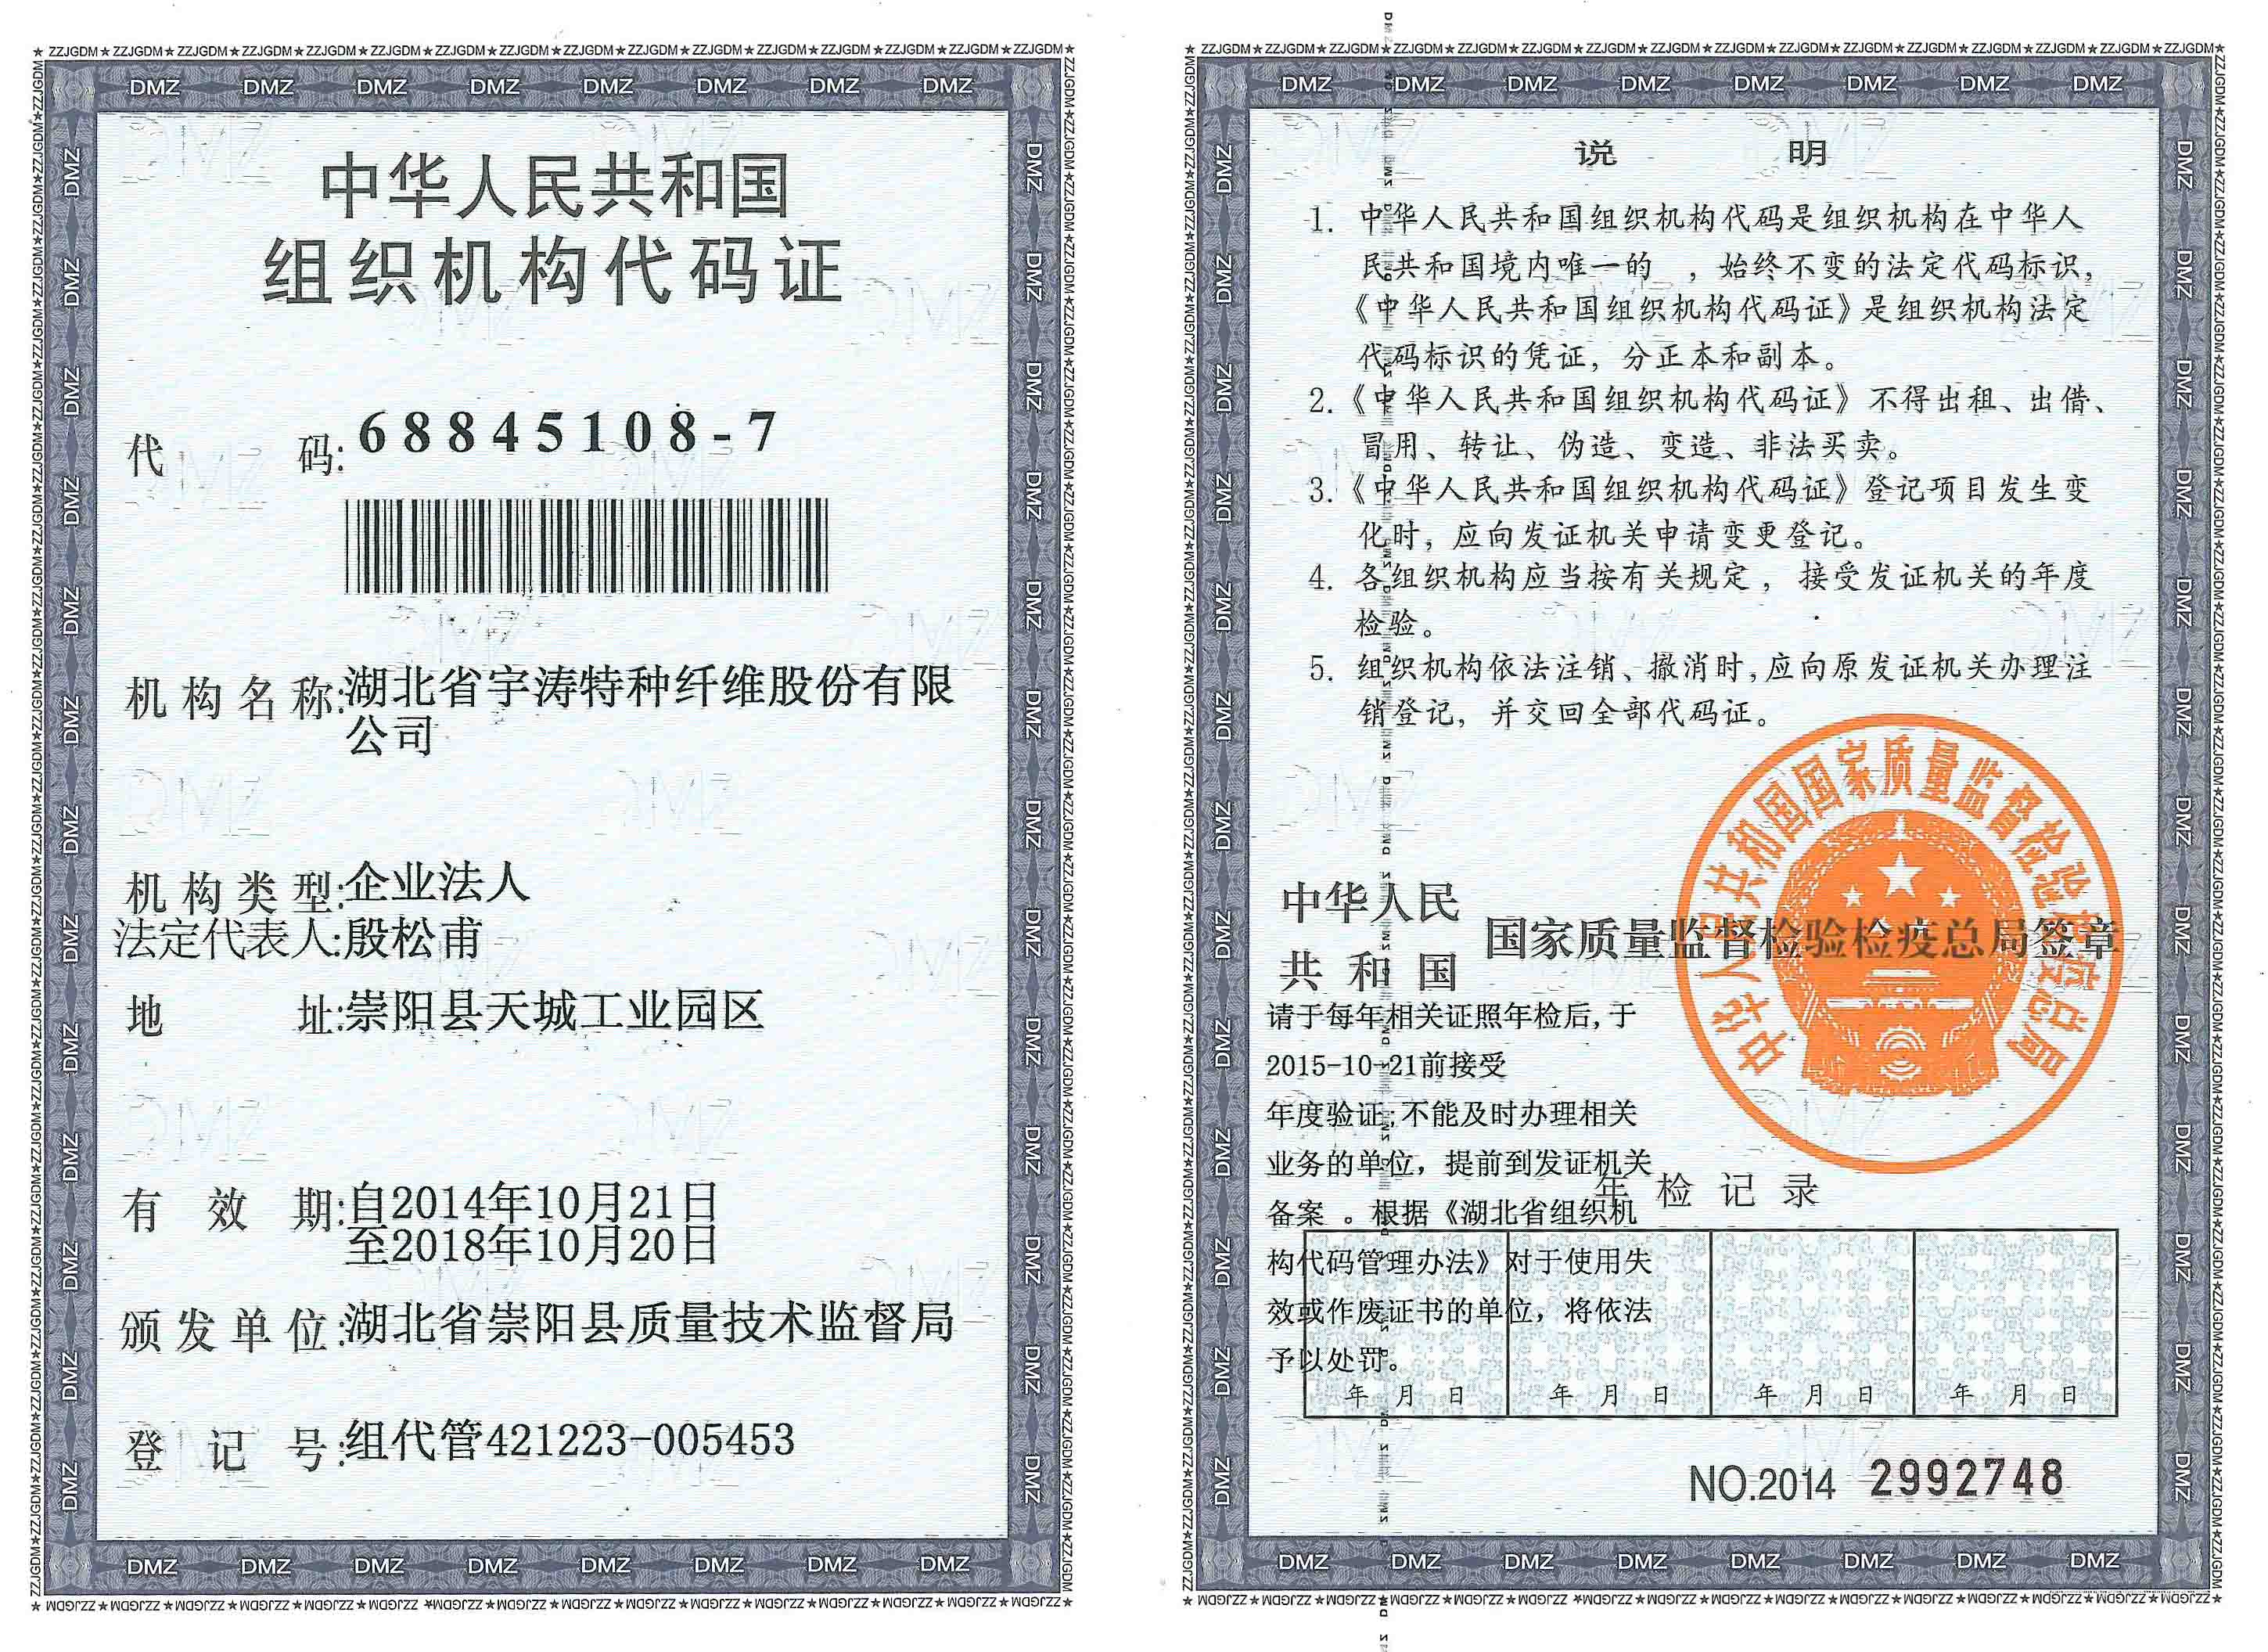 中华人民共和国
组织机构代码证
代 码:68845108-7
机构名称:湖北省宇涛特种纤维股份有限
公司
机构类型:企业法人
法定代表人:殷松甫
地 址:崇阳县天城工业园区
有 效 期:自2014年10月21日
至2018年10月20日
颁发单位:湖北省崇阳县质量技术监督局
登 记 号:组代管421223-005453
说 明
1. 中华人民共和国组织机构代码是组织机构在中华人
民共和国境内唯一的 ，始终不变的法定代码标识，
《中华人民共和国组织机构代码证》是组织机构法定
代码标识的凭证，分正本和副本。
2.《中华人民共和国组织机构代码证》不得出租、出借、
冒用、转让、伪造、变造、非法买卖。
3.《中华人民共和国组织机构代码证》登记项目发生变
化时，应向发证机关申请变更登记。
4. 各组织机构应当按有关规定，接受发证机关的年度
检验。
5. 组织机构依法注销、撤消时,应向原发证机关办理注
销登记，并交回全部代码证。
中华人民共和国国家质量监督检验检疫总局
中华人民
共 和 国
国家质量监督检验检疫总局签章
请于每年相关证照年检后,于
2015-10-21前接受
年度验证;不能及时办理相关
业务的单位，提前到发证机关
备案 。根据《湖北省组织机
构代码管理办法》对于使用失
效或作废证书的单位，将依法
予以处罚。
年 检 记 录
年 月 日 年 月 日 年 月 日 年 月 日
NO.2014 2992748